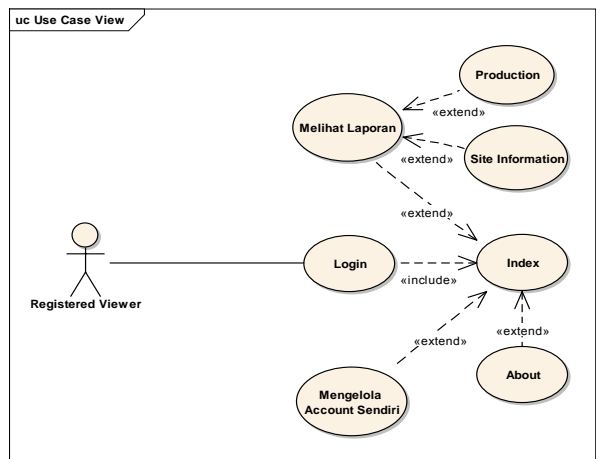 uc Use Case View
Production
«extend»
Melihat Laporan
«extend»
Site Information
«extend»
Login
«include»
Index
Registered Viewer
«extend»
«extend»
About
Mengelola
Account Sendiri